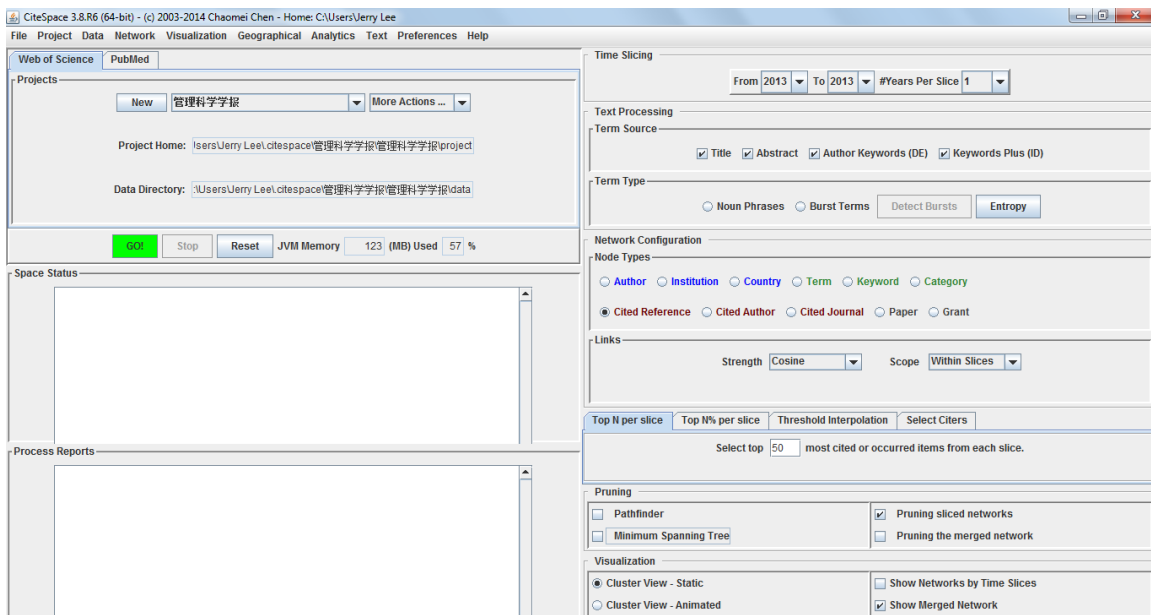 CiteSpace 3.8.R6 (64-bit) - (c) 2003-2014 Chaomei Chen - Home: C:\Users\Jerry Lee
File Project Data Network Visualization Geographical Analytics Text Preferences Help
Web of Science PubMed
Projects
New 管理科学学报 More Actions ...
Project Home: Isers\Jerry Lee\.citespace\管理科学学报\管理科学学报\project
Data Directory: :\Users\Jerry Lee\.citespace\管理科学学报\管理科学学报\data
GO! Stop Reset JVM Memory 123 (MB) Used 57 %
Space Status
Process Reports
Time Slicing
From 2013 To 2013 #Years Per Slice 1
Text Processing
Term Source
Title Abstract Author Keywords (DE) Keywords Plus (ID)
Term Type
Noun Phrases Burst Terms Detect Bursts Entropy
Network Configuration
Node Types
Author Institution Country Term Keyword Category
Cited Reference Cited Author Cited Journal Paper Grant
Links
Strength Cosine Scope Within Slices
Top N per slice Top N% per slice Threshold Interpolation Select Citers
Select top 50 most cited or occurred items from each slice.
Pruning
Pathfinder Pruning sliced networks
Minimum Spanning Tree Pruning the merged network
Visualization
Cluster View - Static Show Networks by Time Slices
Cluster View - Animated Show Merged Network